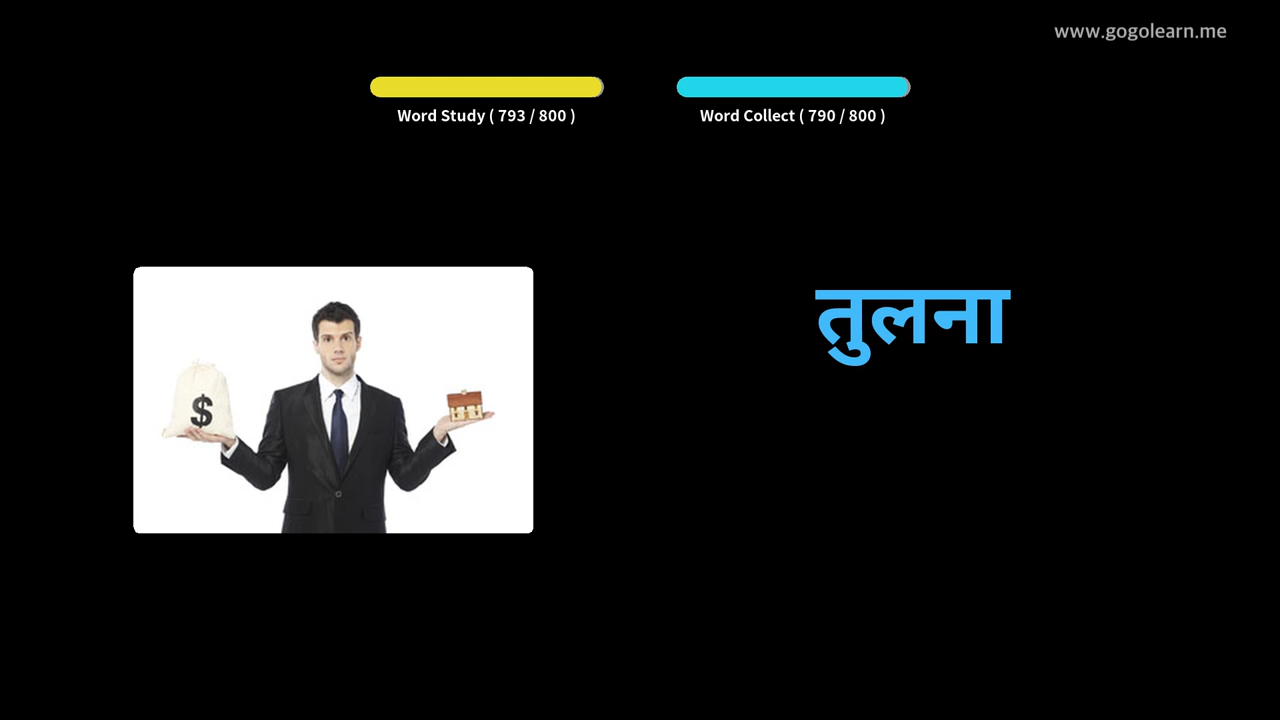 www.gogolearn.me
Word Study ( 793 / 800 )
Word Collect ( 790 / 800 )
$
तुलना